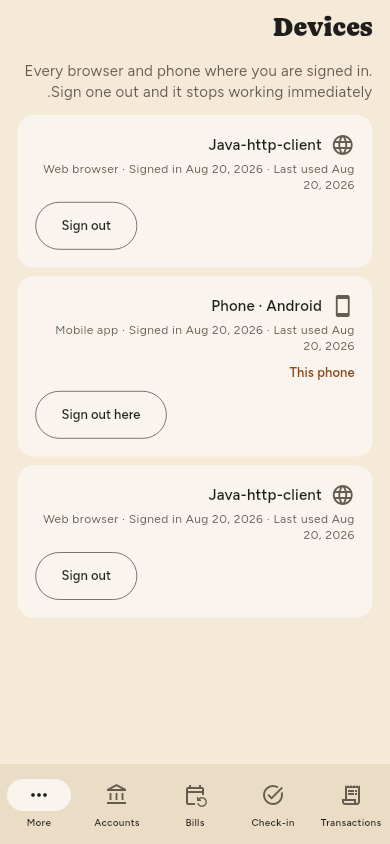 Devices
Every browser and phone where you are signed in.
.Sign one out and it stops working immediately
Java-http-client
Web browser · Signed in Aug 20, 2026 · Last used Aug
20, 2026
Sign out
Phone · Android
Mobile app · Signed in Aug 20, 2026 · Last used Aug
20, 2026
This phone
Sign out here
Java-http-client
Web browser · Signed in Aug 20, 2026 · Last used Aug
20, 2026
Sign out
More
Accounts
Bills
Check-in
Transactions